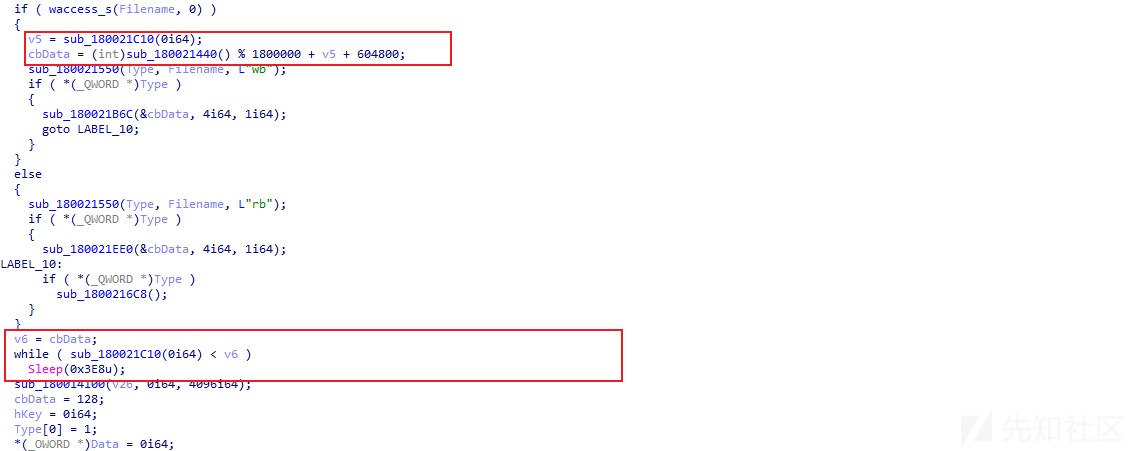 if ( waccess_s(Filename, 0) )
{
v5 = sub_180021C10(0i64);
cbData = (int)sub_180021440() % 1800000 + v5 + 604800;
sub_180021550(Type, Filename, L"wb");
if ( *(_QWORD *)Type )
{
sub_180021B6C(&cbData, 4i64, 1i64);
goto LABEL_10;
}
}
else
{
sub_180021550(Type, Filename, L"rb");
if ( *(_QWORD *)Type )
{
sub_180021EE0(&cbData, 4i64, 1i64);
LABEL_10:
if ( *(_QWORD *)Type )
sub_1800216C8();
}
}
v6 = cbData;
while ( sub_180021C10(0i64) < v6 )
Sleep(0x3E8u);
sub_180014100(v26, 0i64, 4096i64);
cbData = 128;
hKey = 0i64;
Type[0] = 1;
*(_OWORD *)Data = 0i64;
先知社区